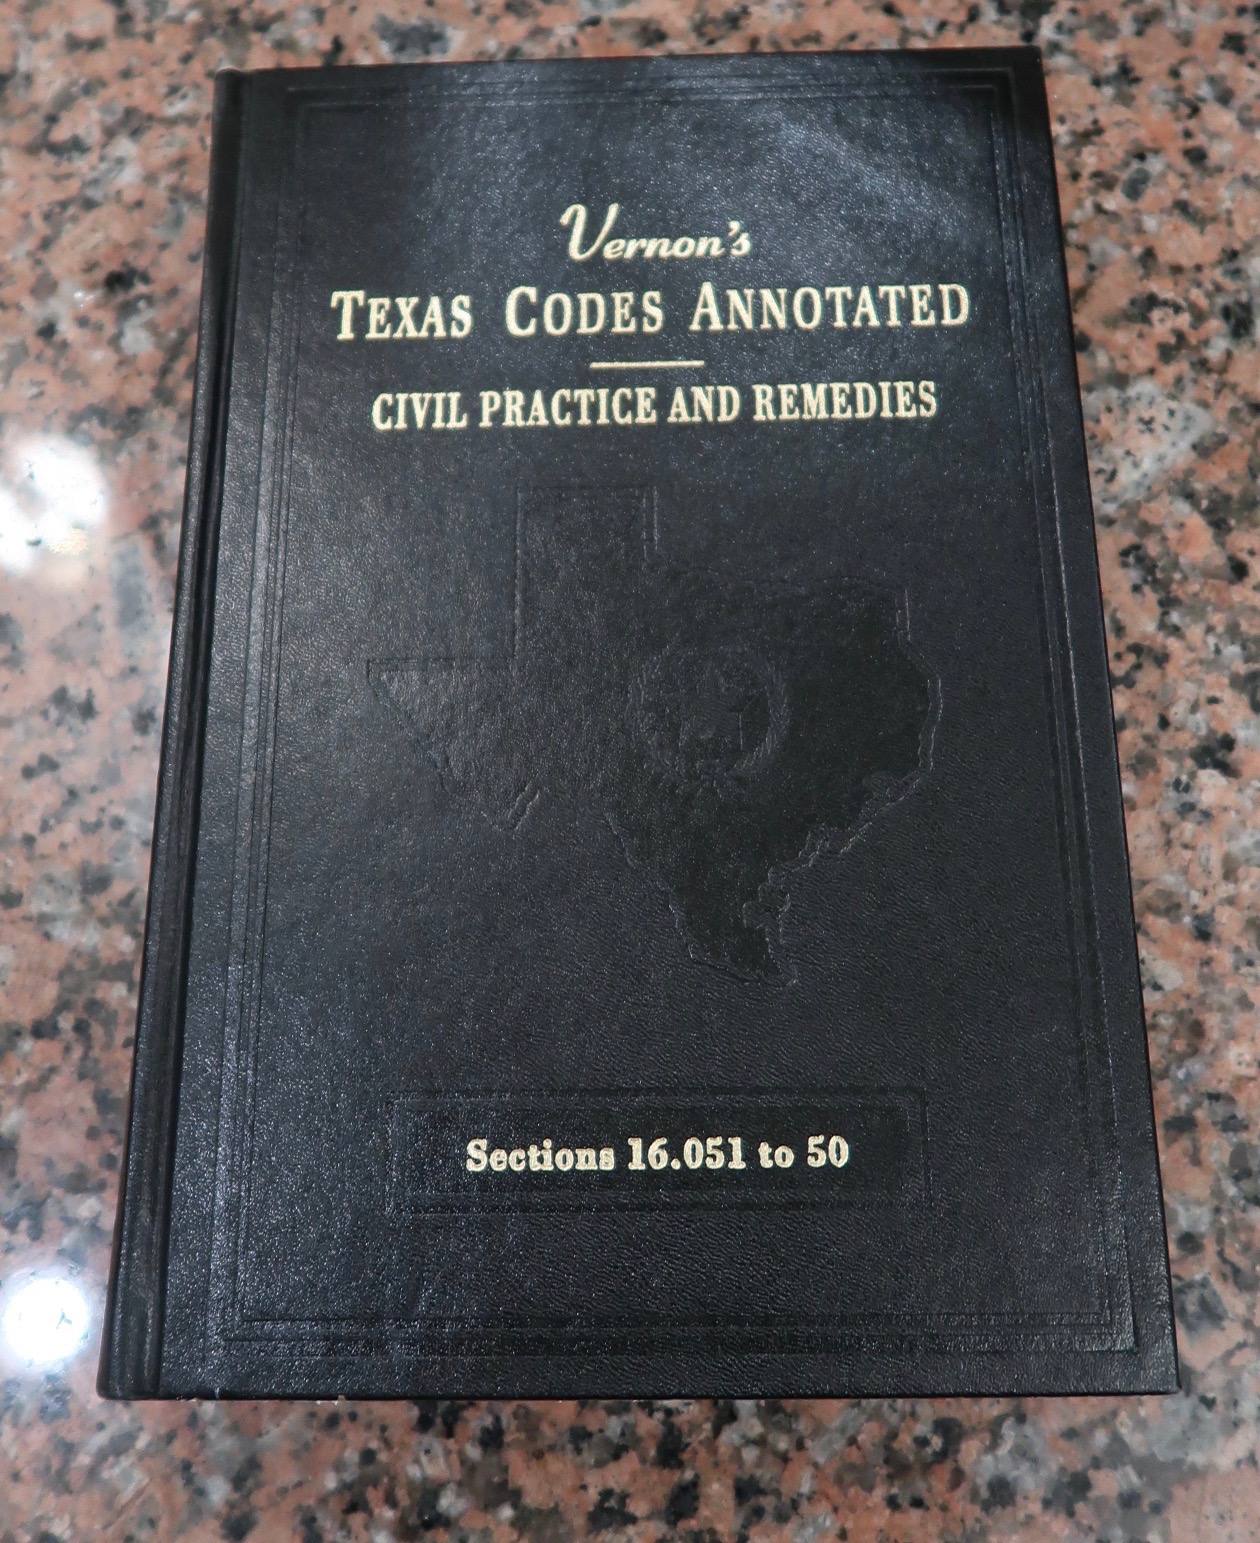 Vernon's
TEXAS CODES ANNOTATED
CIVIL PRACTICE AND REMEDIES
Sections 16.051 to 50